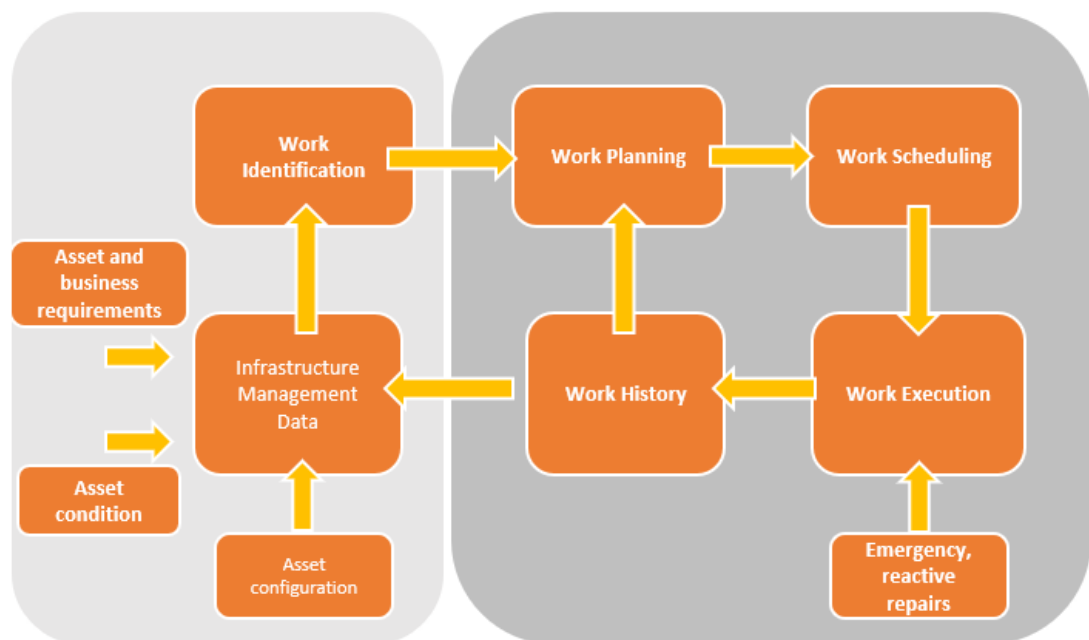 Work
Identification
Work Planning
Work Scheduling
Asset and
business
requirements
Infrastructure
Management
Data
Work History
Work Execution
Asset
condition
Asset
configuration
Emergency,
reactive
repairs